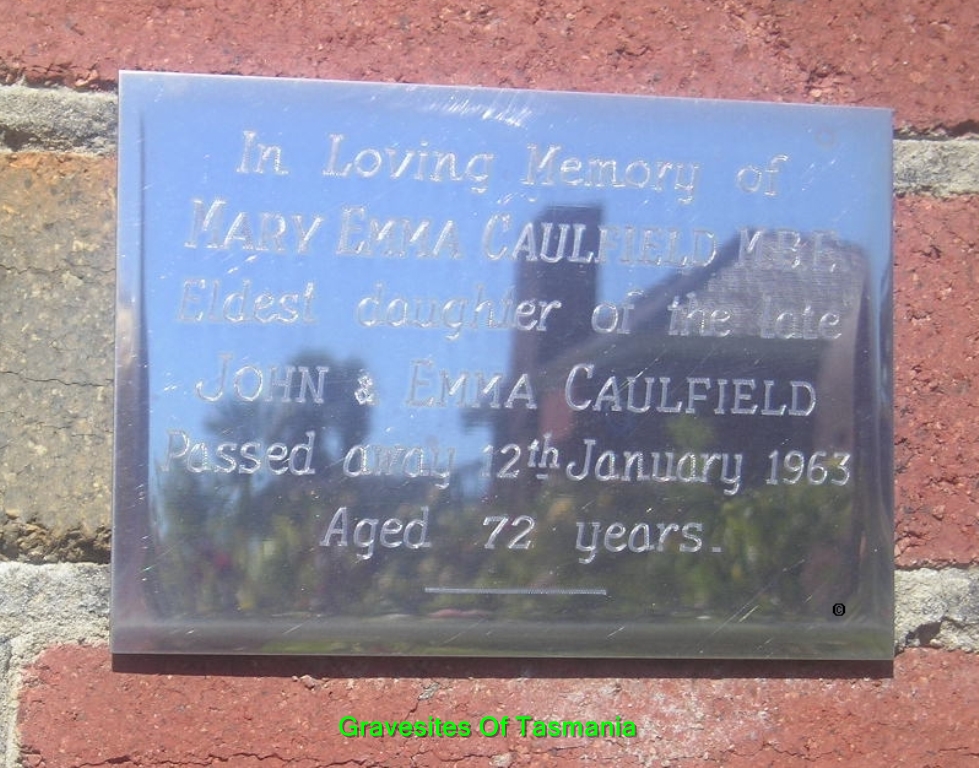 In Loving Memory of
MARY EMMA CAULFIELD M.B.E.
Eldest daughter of the late
JOHN & EMMA CAULFIELD
Passed away 12th January 1963
Aged 72 years.
©
Gravesites Of Tasmania